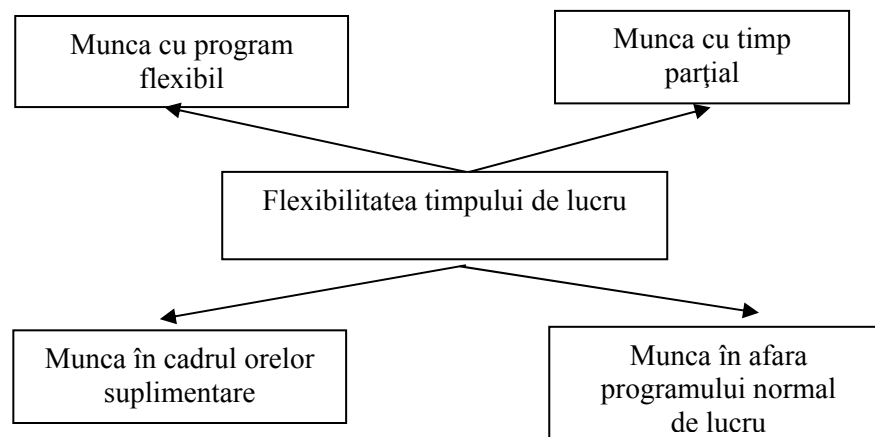 Munca cu program
flexibil
Munca cu timp
parţial
Flexibilitatea timpului de lucru
Munca în cadrul orelor
suplimentare
Munca în afara
programului normal
de lucru